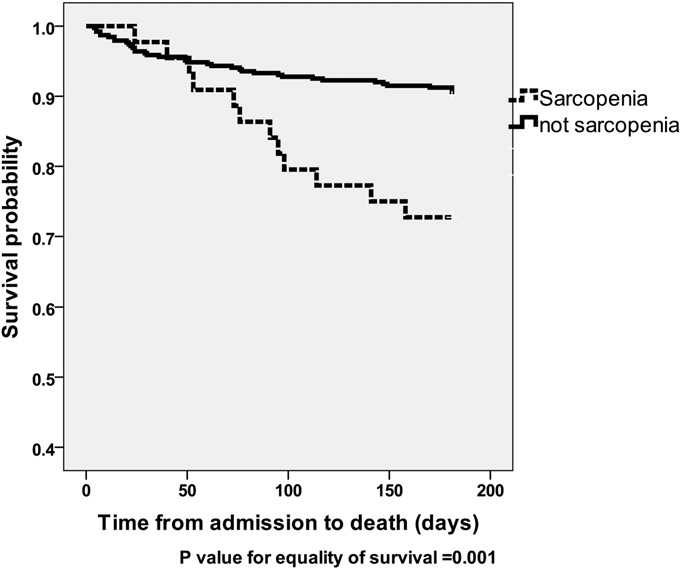 1.0
0.9
0.8
0.7
0.6
0.5
0.4
Survival probability
0
50
100
150
200
Time from admission to death (days)
P value for equality of survival =0.001
Sarcopenia
not sarcopenia